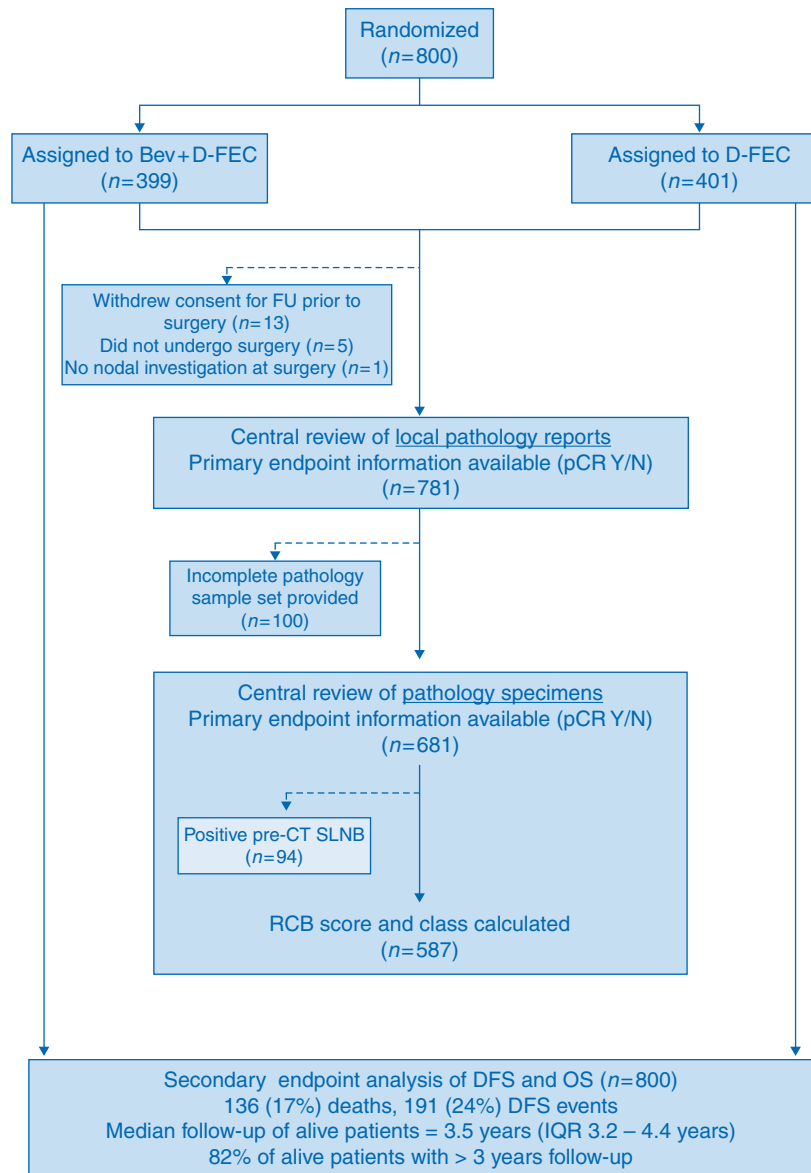 Randomized
(n=800)
Assigned to Bev+D-FEC
(n=399)
Assigned to D-FEC
(n=401)
Withdrew consent for FU prior to
surgery (n=13)
Did not undergo surgery (n=5)
No nodal investigation at surgery (n=1)
Central review of local pathology reports
Primary endpoint information available (pCR Y/N)
(n=781)
Incomplete pathology
sample set provided
(n=100)
Central review of pathology specimens
Primary endpoint information available (pCR Y/N)
(n=681)
Positive pre-CT SLNB
(n=94)
RCB score and class calculated
(n=587)
Secondary endpoint analysis of DFS and OS (n=800)
136 (17%) deaths, 191 (24%) DFS events
Median follow-up of alive patients = 3.5 years (IQR 3.2 – 4.4 years)
82% of alive patients with > 3 years follow-up